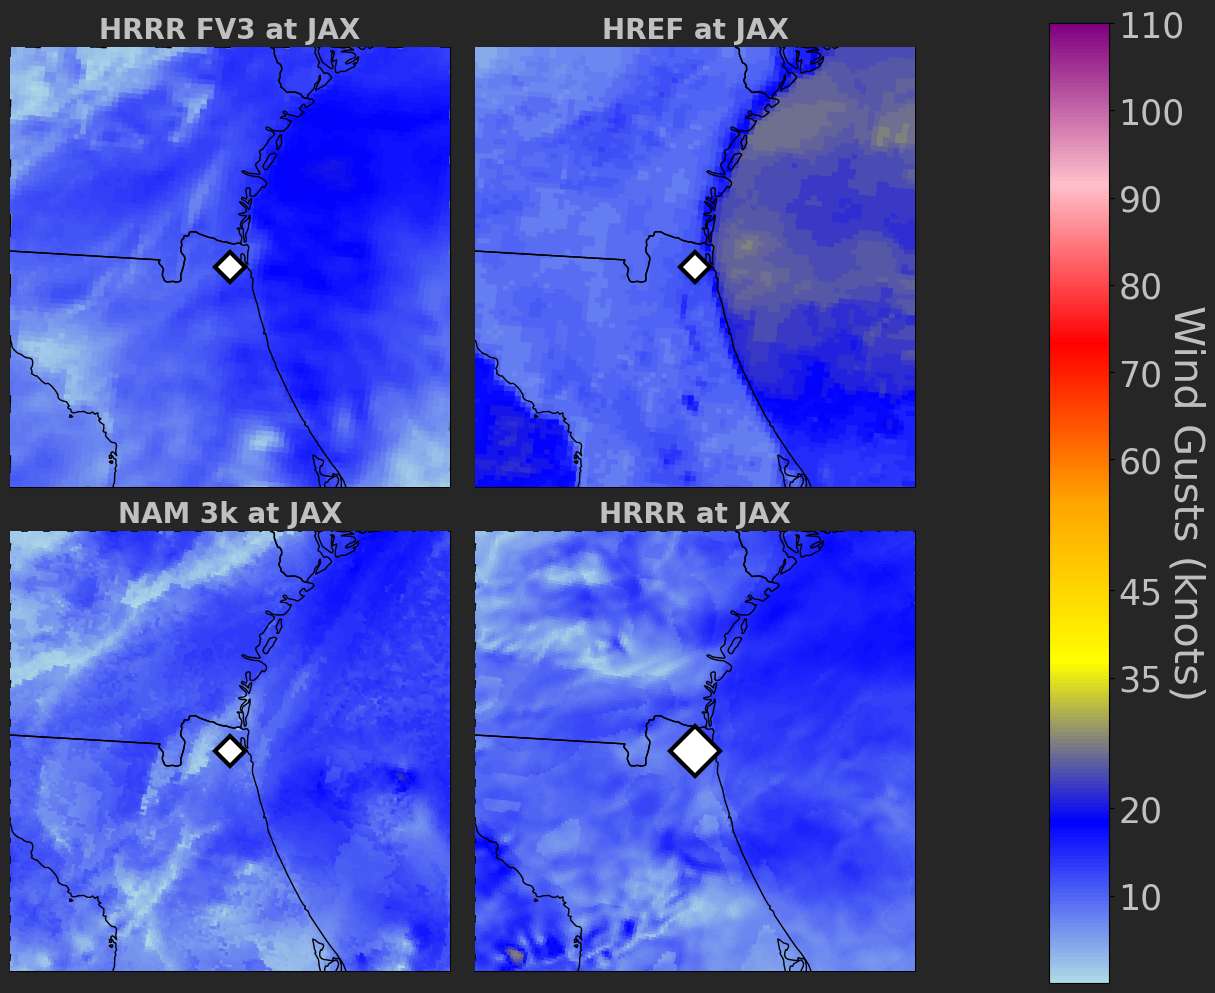 HRRR FV3 at JAX
HREF at JAX
NAM 3k at JAX
HRRR at JAX
110
100
90
80
70
60
45
35
20
10
Wind Gusts (knots)